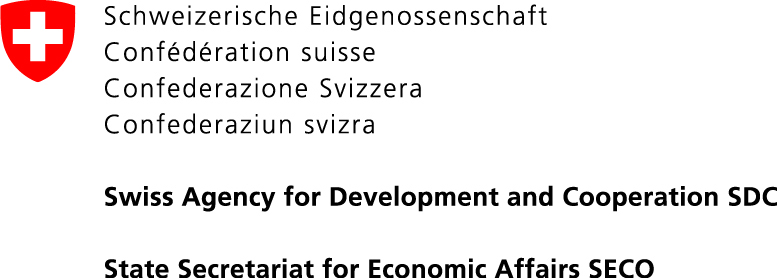 Schweizerische Eidgenossenschaft
Confédération suisse
Confederazione Svizzera
Confederaziun svizra
Swiss Agency for Development and Cooperation SDC
State Secretariat for Economic Affairs SECO